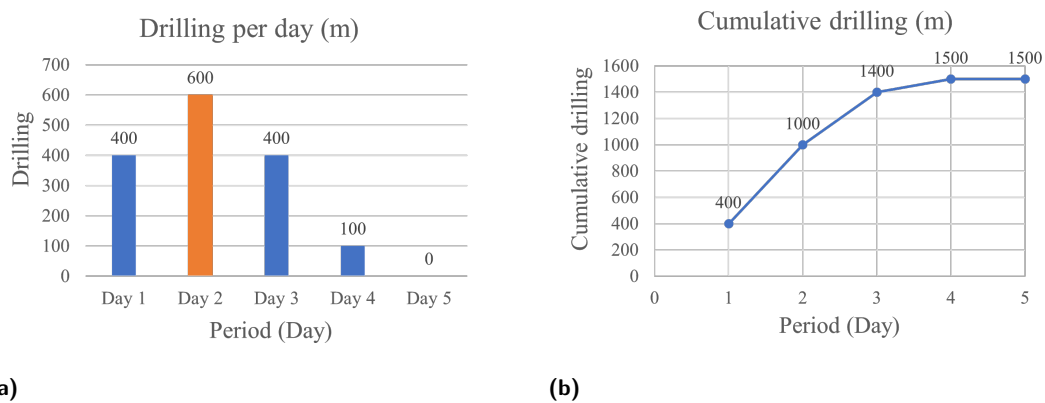 Drilling per day (m)
700
600
500
400
300
200
100
0
Drilling
400
600
400
100
0
Day 1 Day 2 Day 3 Day 4 Day 5
Period (Day)
a)
Cumulative drilling (m)
1600
1400
1200
1000
800
600
400
200
0
Cumulative drilling
400
1000
1400
1500
1500
0 1 2 3 4 5
Period (Day)
(b)